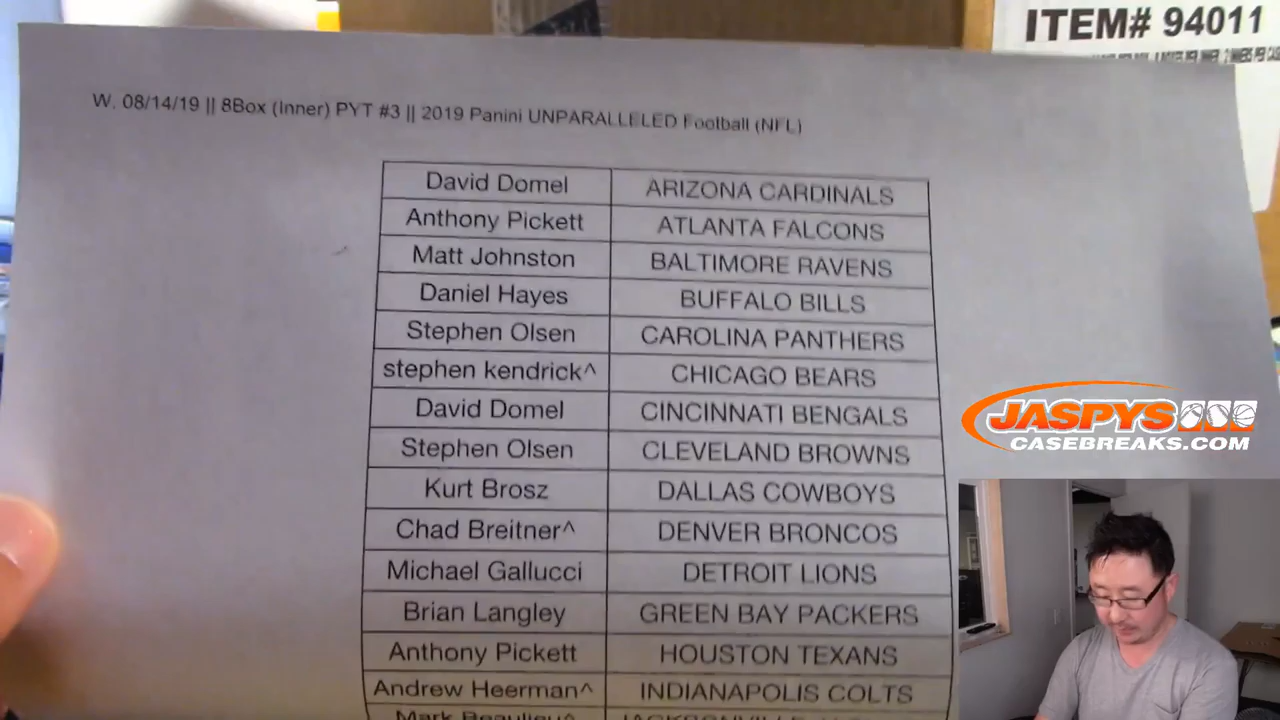 ITEM# 94011
W. 08/14/19 || 8Box (Inner) PYT #3 || 2019 Panini UNPARALLELED Football (NFL)
David Domel ARIZONA CARDINALS
Anthony Pickett ATLANTA FALCONS
Matt Johnston BALTIMORE RAVENS
Daniel Hayes BUFFALO BILLS
Stephen Olsen CAROLINA PANTHERS
stephen kendrick^ CHICAGO BEARS
David Domel CINCINNATI BENGALS
Stephen Olsen CLEVELAND BROWNS
Kurt Brosz DALLAS COWBOYS
Chad Breitner^ DENVER BRONCOS
Michael Gallucci DETROIT LIONS
Brian Langley GREEN BAY PACKERS
Anthony Pickett HOUSTON TEXANS
Andrew Heerman^ INDIANAPOLIS COLTS
Mark Beaulieu^
JASPYS
CASEBREAKS.COM